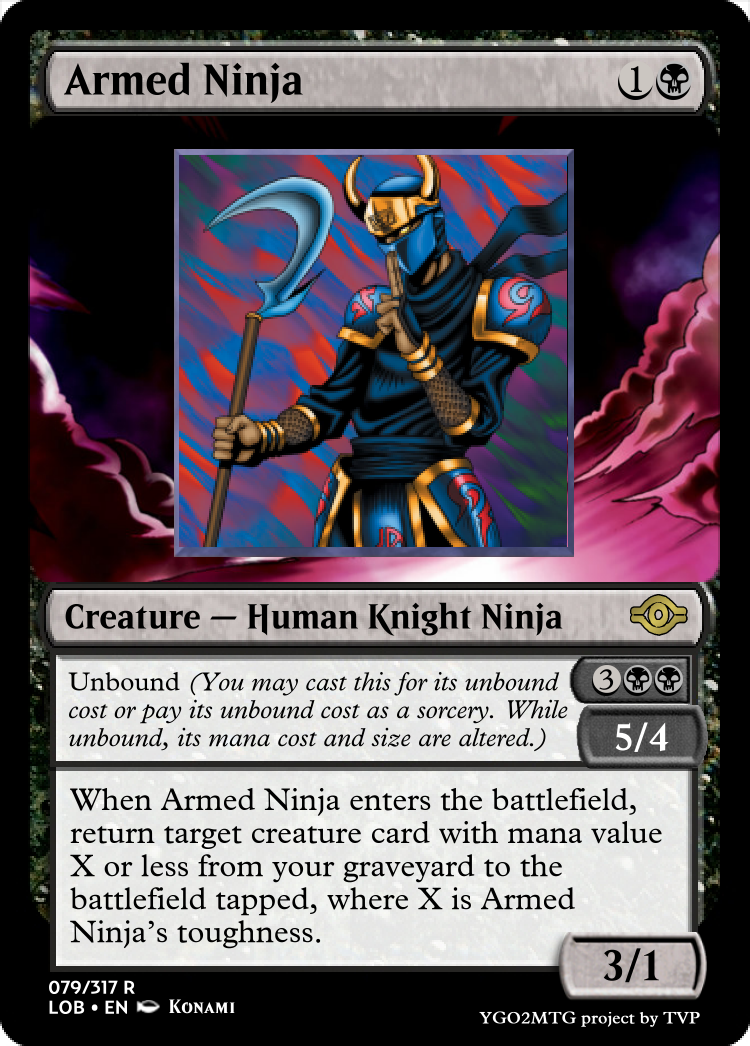 Armed Ninja 1
Creature — Human Knight Ninja
Unbound (You may cast this for its unbound
cost or pay its unbound cost as a sorcery. While
unbound, its mana cost and size are altered.)
3
5/4
When Armed Ninja enters the battlefield,
return target creature card with mana value
X or less from your graveyard to the
battlefield tapped, where X is Armed
Ninja's toughness.
3/1
079/317 R
LOB • EN KONAMI
YGO2MTG project by TVP